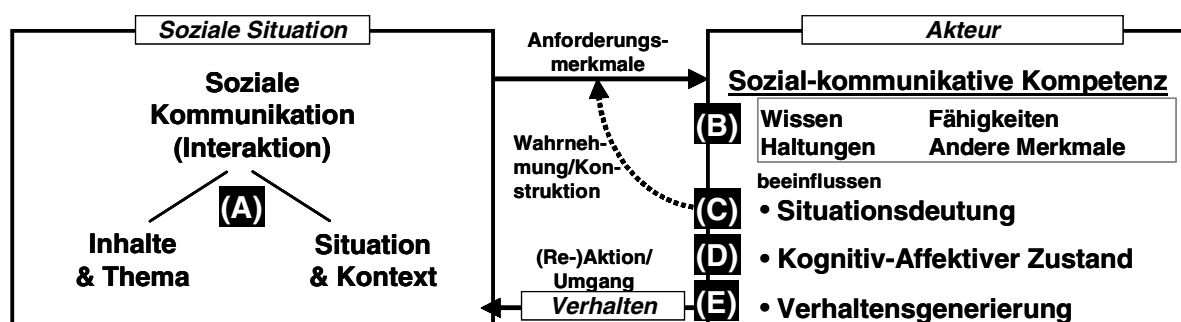 Soziale Situation
Soziale
Kommunikation
(Interaktion)
(A)
Inhalte
& Thema
Situation
& Kontext
Anforderungs-
merkmale
Wahrneh-
mung/Kon-
struktion
(Re-)Aktion/
Umgang
Verhalten
Akteur
Sozial-kommunikative Kompetenz
(B)
Wissen Fähigkeiten
Haltungen Andere Merkmale
beeinflussen
(C) • Situationsdeutung
(D) • Kognitiv-Affektiver Zustand
(E) • Verhaltensgenerierung